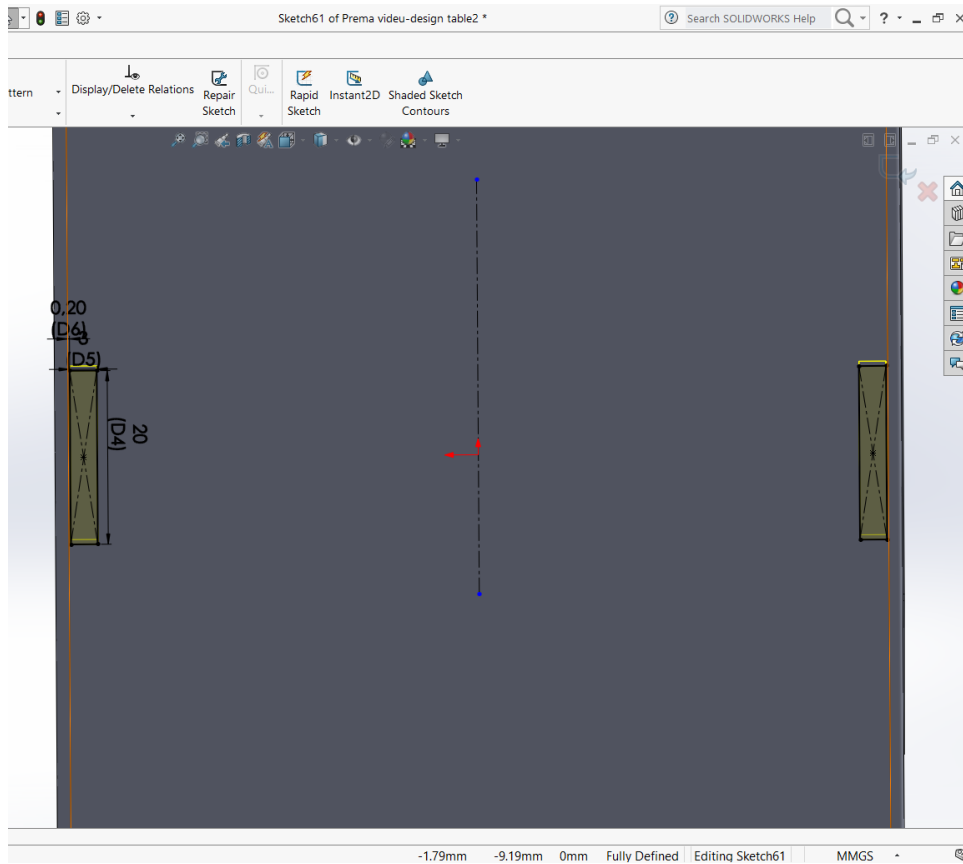 Sketch61 of Prema videu-design table2 *
Search SOLIDWORKS Help
?
ttern
Display/Delete Relations
Repair
Sketch
Qui...
Rapid
Sketch
Instant2D
Shaded Sketch
Contours
0,20
(D6)
3
(D5)
20
(D4)
-1.79mm -9.19mm 0mm Fully Defined Editing Sketch61 MMGS